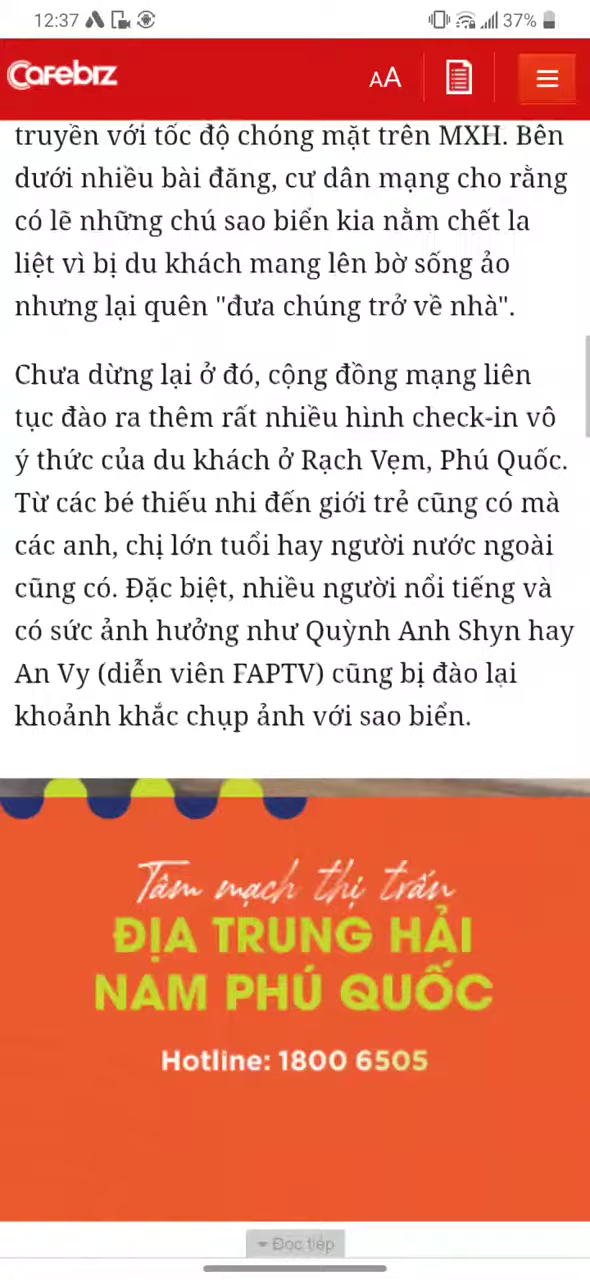 12:37
37%
Cafebiz
AA
truyền với tốc độ chóng mặt trên MXH. Bên
dưới nhiều bài đăng, cư dân mạng cho rằng
có lẽ những chú sao biển kia nằm chết la
liệt vì bị du khách mang lên bờ sống ảo
nhưng lại quên "đưa chúng trở về nhà".
Chưa dừng lại ở đó, cộng đồng mạng liên
tục đào ra thêm rất nhiều hình check-in vô
ý thức của du khách ở Rạch Vẹm, Phú Quốc.
Từ các bé thiếu nhi đến giới trẻ cũng có mà
các anh, chị lớn tuổi hay người nước ngoài
cũng có. Đặc biệt, nhiều người nổi tiếng và
có sức ảnh hưởng như Quỳnh Anh Shyn hay
An Vy (diễn viên FAPTV) cũng bị đào lại
khoảnh khắc chụp ảnh với sao biển.
Tâm mạch thị trấn
ĐỊA TRUNG HẢI
NAM PHÚ QUỐC
Hotline: 1800 6505
Đọc tiếp